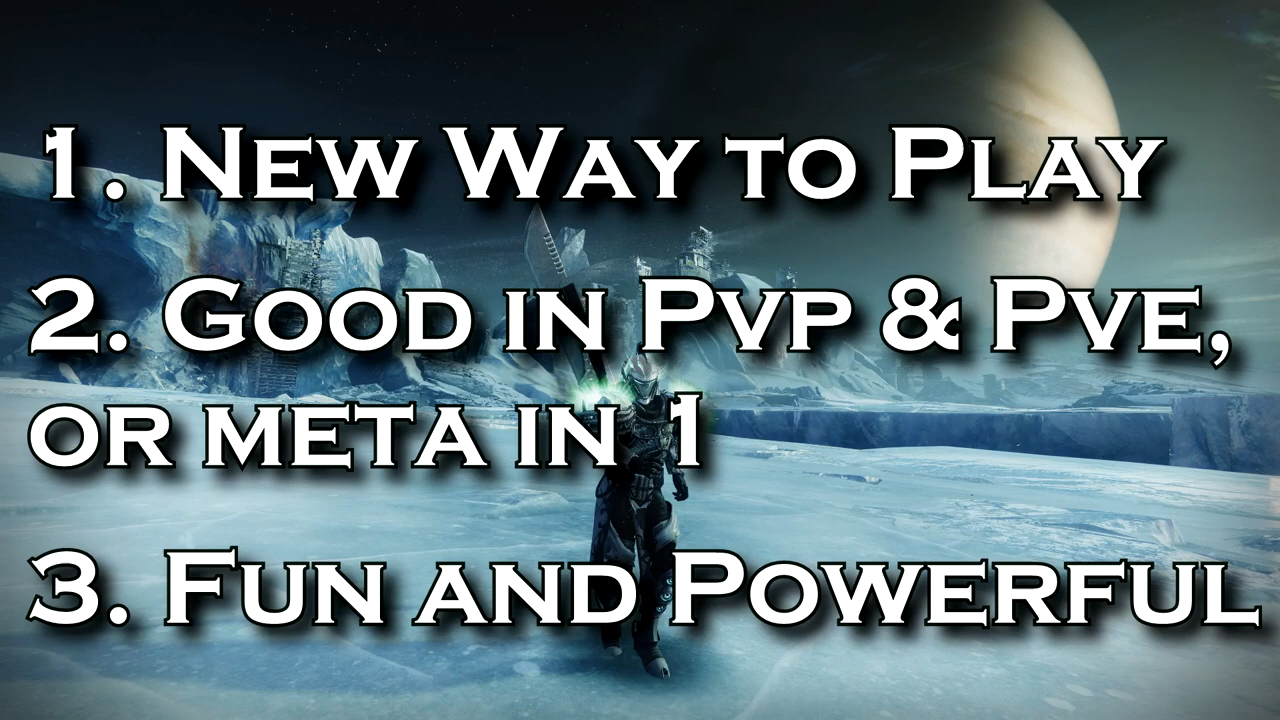 1. New Way to Play
2. Good in PvP & PvE,
or meta in 1
3. Fun and Powerful